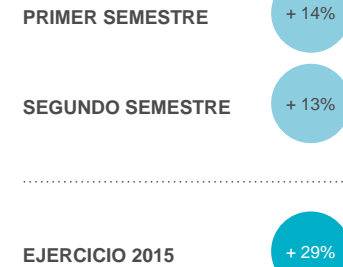 PRIMER SEMESTRE + 14%
SEGUNDO SEMESTRE + 13%
EJERCICIO 2015 + 29%